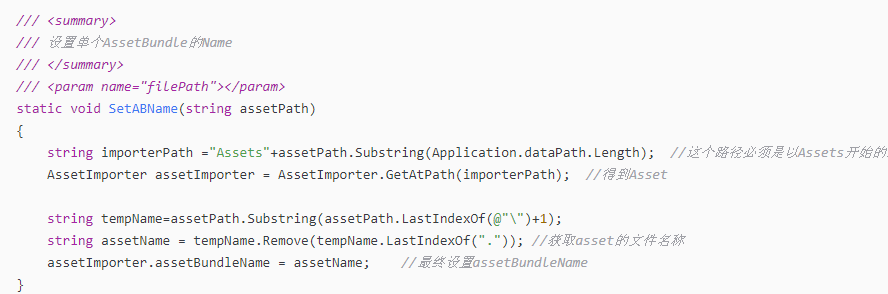 /// <summary>
/// 设置单个AssetBundle的Name
/// </summary>
/// <param name="filePath"></param>
static void SetABName(string assetPath)
{
    string importerPath ="Assets"+assetPath.Substring(Application.dataPath.Length);  //这个路径必须是以Assets开始的
    AssetImporter assetImporter = AssetImporter.GetAtPath(importerPath);  //得到Asset
    string tempName=assetPath.Substring(assetPath.LastIndexOf(@"\")+1);
    string assetName = tempName.Remove(tempName.LastIndexOf(".")); //获取asset的文件名称
    assetImporter.assetBundleName = assetName;    //最终设置assetBundleName
}